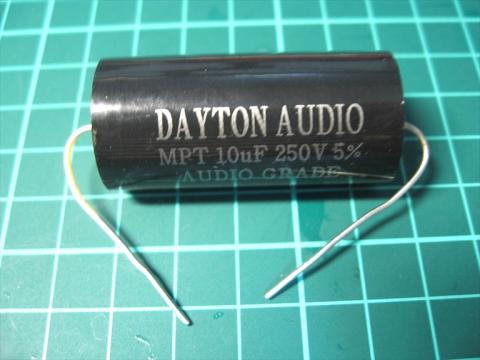 DAYTON AUDIO
MPT 10uF 250V 5%
AUDIO GRADE